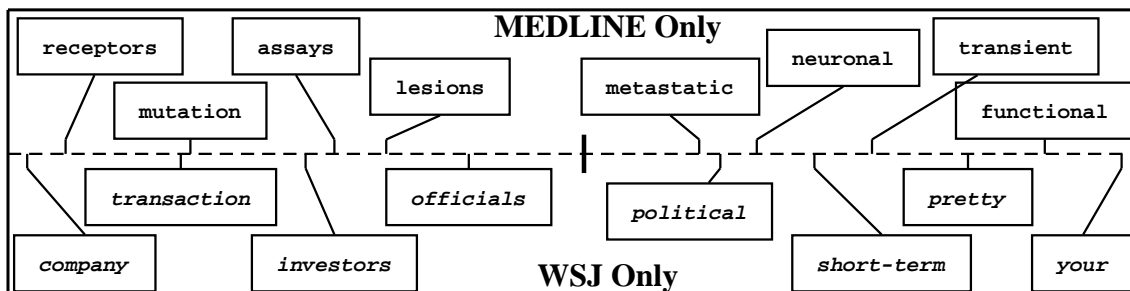 MEDLINE Only
receptors
assays
neuronal
transient
lesions
metastatic
mutation
functional
transaction
officials
political
pretty
company
investors
short-term
your
WSJ Only